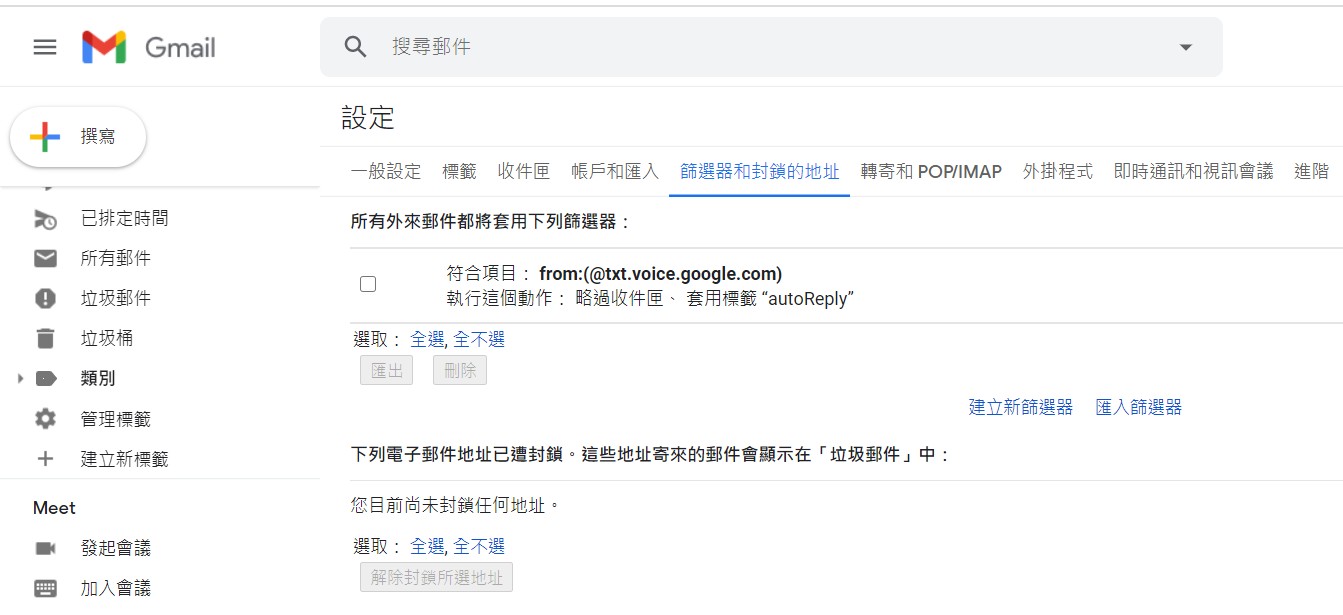 Gmail
搜尋郵件
撰寫
設定
一般設定 標籤 收件匣 帳戶和匯入 篩選器和封鎖的地址 轉寄和 POP/IMAP 外掛程式 即時通訊和視訊會議 進階
已排定時間
所有郵件
垃圾郵件
垃圾桶
類別
管理標籤
建立新標籤
Meet
發起會議
加入會議
所有外來郵件都將套用下列篩選器：
符合項目： from:(@txt.voice.google.com)
執行這個動作： 略過收件匣、 套用標籤 “autoReply”
選取： 全選, 全不選
匯出 刪除
建立新篩選器 匯入篩選器
下列電子郵件地址已遭封鎖。這些地址寄來的郵件會顯示在「垃圾郵件」中：
您目前尚未封鎖任何地址。
選取： 全選, 全不選
解除封鎖所選地址